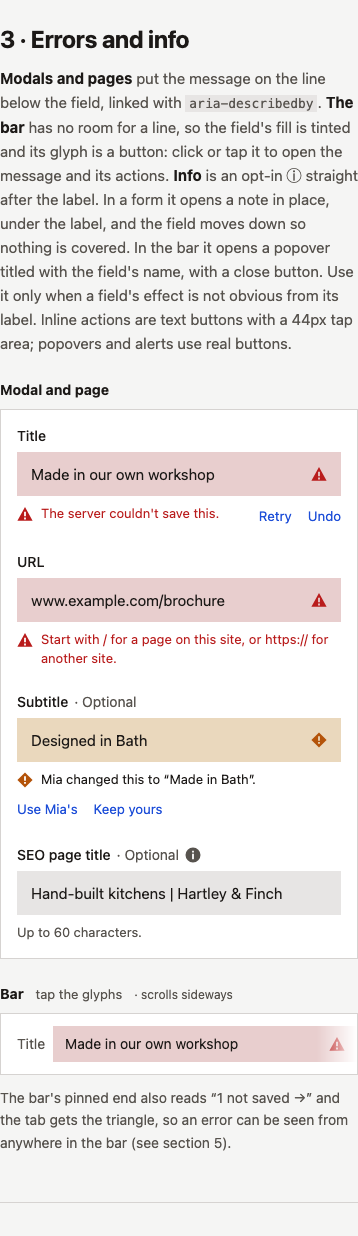 3 · Errors and info
Modals and pages put the message on the line
below the field, linked with aria-describedby. The
bar has no room for a line, so the field's fill is tinted
and its glyph is a button: click or tap it to open the
message and its actions. Info is an opt-in ⓘ straight
after the label. In a form it opens a note in place,
under the label, and the field moves down so
nothing is covered. In the bar it opens a popover
titled with the field's name, with a close button. Use
it only when a field's effect is not obvious from its
label. Inline actions are text buttons with a 44px tap
area; popovers and alerts use real buttons.
Modal and page
Title
Made in our own workshop
The server couldn't save this. Retry Undo
URL
www.example.com/brochure
Start with / for a page on this site, or https:// for
another site.
Subtitle · Optional
Designed in Bath
Mia changed this to “Made in Bath”.
Use Mia's Keep yours
SEO page title · Optional
Hand-built kitchens | Hartley & Finch
Up to 60 characters.
Bar tap the glyphs · scrolls sideways
Title Made in our own workshop
The bar's pinned end also reads “1 not saved →” and
the tab gets the triangle, so an error can be seen from
anywhere in the bar (see section 5).